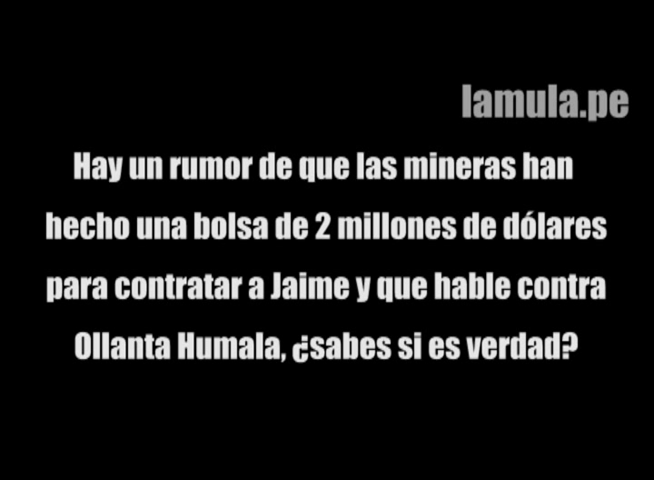 lamula.pe
Hay un rumor de que las mineras han
hecho una bolsa de 2 millones de dólares
para contratar a Jaime y que hable contra
Ollanta Humala, ¿sabes si es verdad?